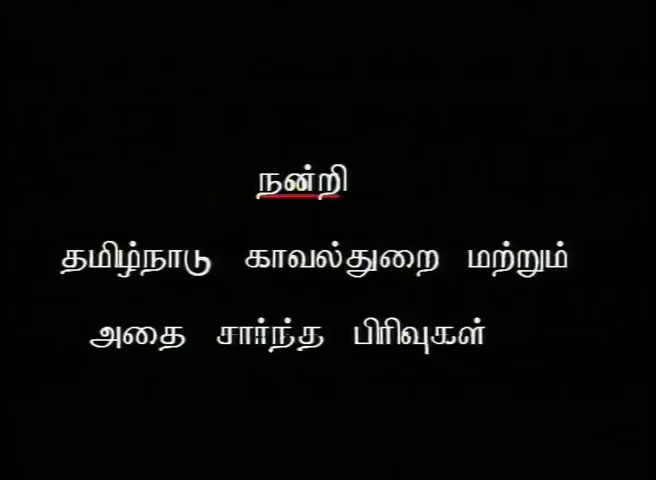 நன்றி
தமிழ்நாடு காவல்துறை மற்றும்
அதை சார்ந்த பிரிவுகள்